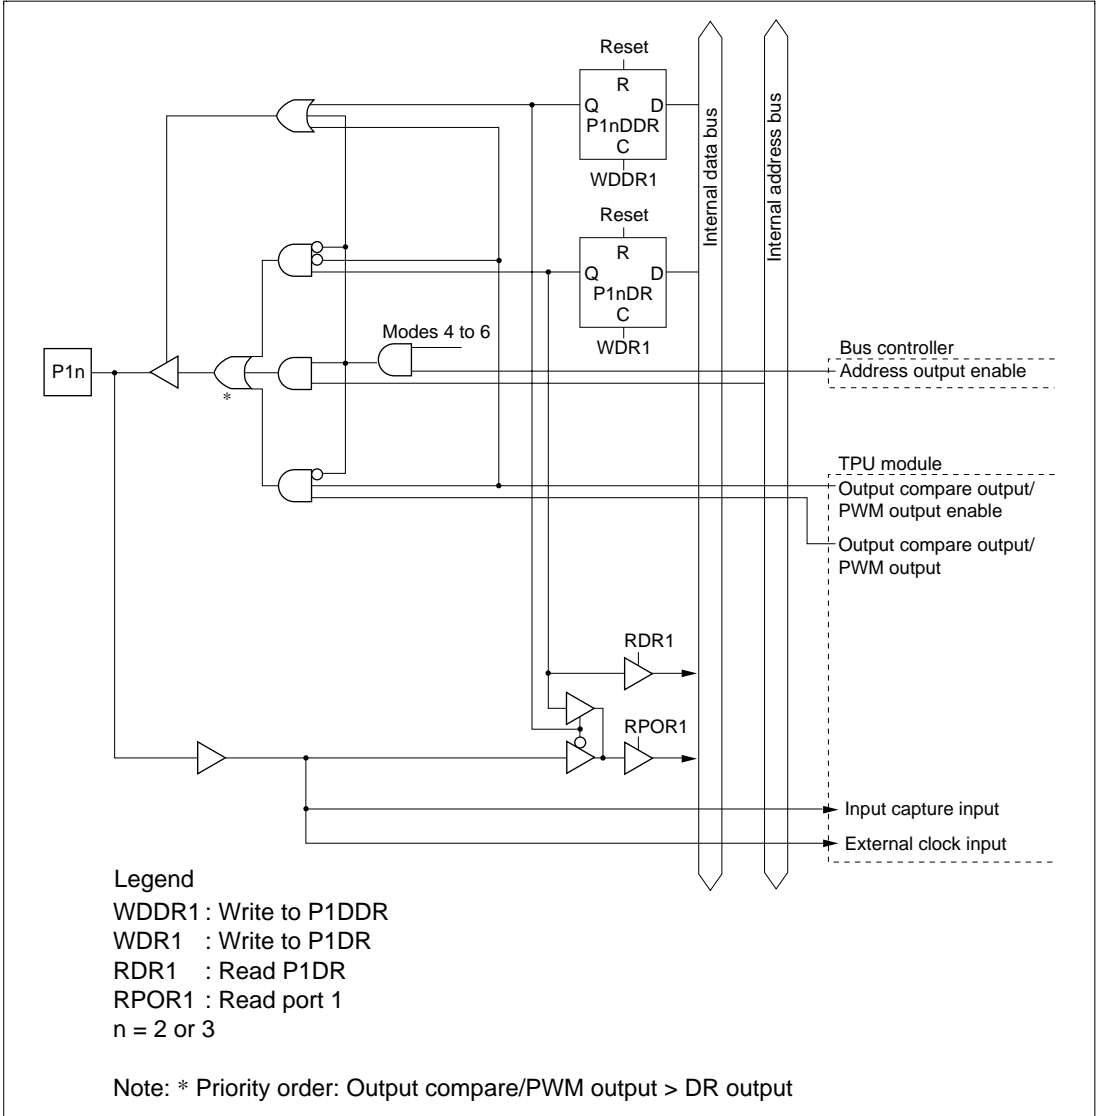 Reset
R
Q D
P1nDDR
C
WDDR1
Reset
R
Q D
P1nDR
C
WDR1
Internal data bus
Internal address bus
Modes 4 to 6
P1n
*
Bus controller
Address output enable
TPU module
Output compare output/
PWM output enable
Output compare output/
PWM output
RDR1
RPOR1
Input capture input
External clock input
Legend
WDDR1 : Write to P1DDR
WDR1 : Write to P1DR
RDR1 : Read P1DR
RPOR1 : Read port 1
n = 2 or 3
Note: * Priority order: Output compare/PWM output > DR output